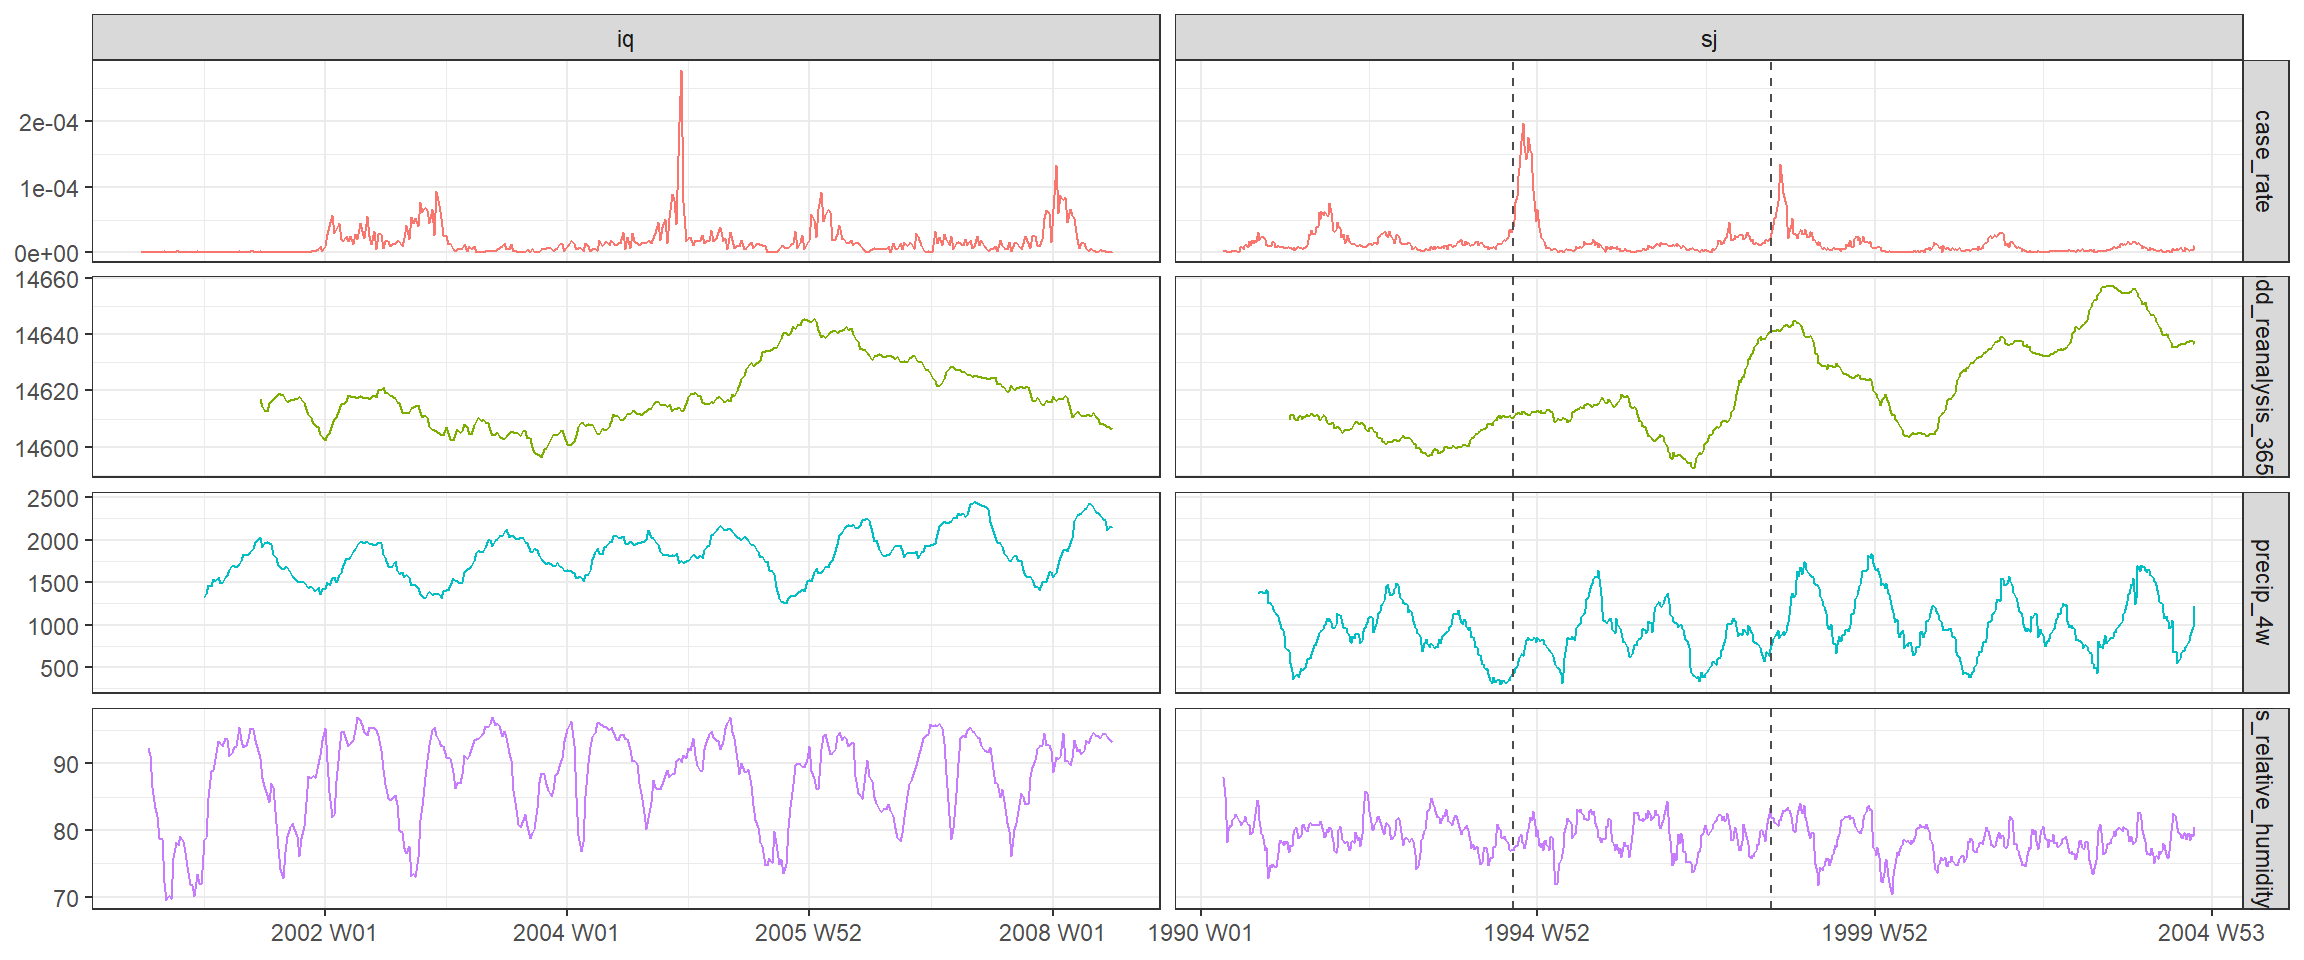 iq
sj
2e-04
1e-04
0e+00
case_rate
14660
14640
14620
14600
dd_reanalysis_365
2500
2000
1500
1000
500
precip_4w
90
80
70
s_relative_humidity
2002 W01
2004 W01
2005 W52
2008 W01
1990 W01
1994 W52
1999 W52
2004 W53